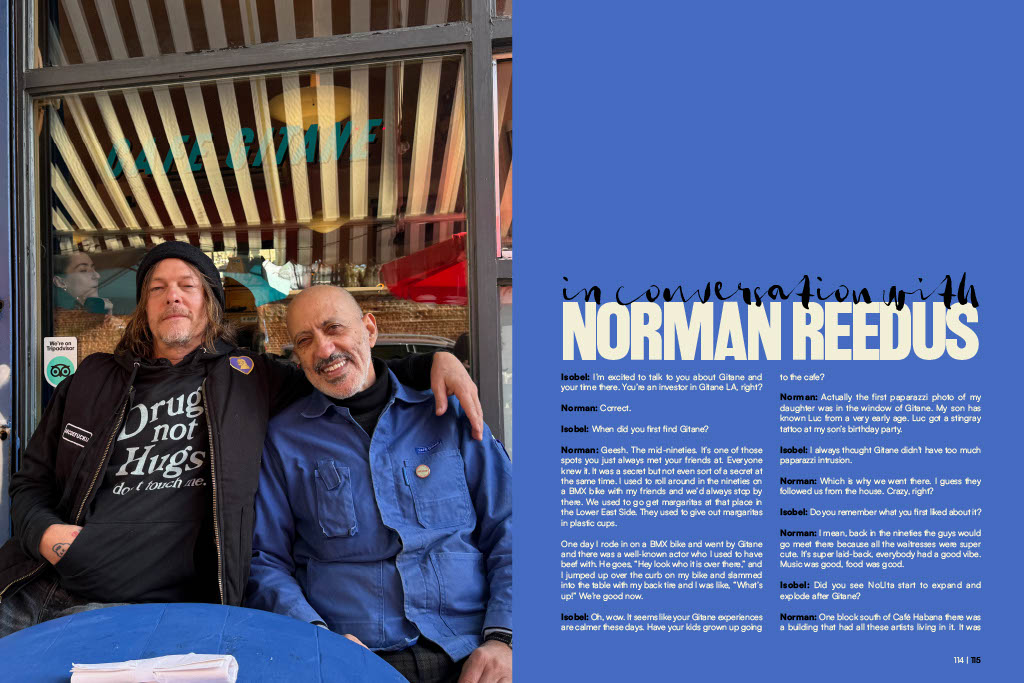 CAFE GITANE
We're on
Tripadvisor
Drugs
not
Hugs
don't touch me.
in conversation with
NORMAN REEDUS
Isobel: I'm excited to talk to you about Gitane and
your time there. You're an investor in Gitane LA, right?
Norman: Correct.
Isobel: When did you first find Gitane?
Norman: Geesh. The mid-nineties. It's one of those
spots you just always met your friends at. Everyone
knew it. It was a secret but not even sort of a secret at
the same time. I used to roll around in the nineties on
a BMX bike with my friends and we'd always stop by
there. We used to go get margaritas at that place in
the Lower East Side. They used to give out margaritas
in plastic cups.
One day I rode in on a BMX bike and went by Gitane
and there was a well-known actor who I used to have
beef with. He goes, "Hey look who it is over there," and
I jumped up over the curb on my bike and slammed
into the table with my back tire and I was like, "What's
up!" We're good now.
Isobel: Oh, wow. It seems like your Gitane experiences
are calmer these days. Have your kids grown up going
to the cafe?
Norman: Actually the first paparazzi photo of my
daughter was in the window of Gitane. My son has
known Luc from a very early age. Luc got a stingray
tattoo at my son's birthday party.
Isobel: I always thought Gitane didn't have too much
paparazzi intrusion.
Norman: Which is why we went there. I guess they
followed us from the house. Crazy, right?
Isobel: Do you remember what you first liked about it?
Norman: I mean, back in the nineties the guys would
go meet there because all the waitresses were super
cute. It's super laid-back, everybody had a good vibe.
Music was good, food was good.
Isobel: Did you see NoLIta start to expand and
explode after Gitane?
Norman: One block south of Café Habana there was
a building that had all these artists living in it. It was
114 | 115